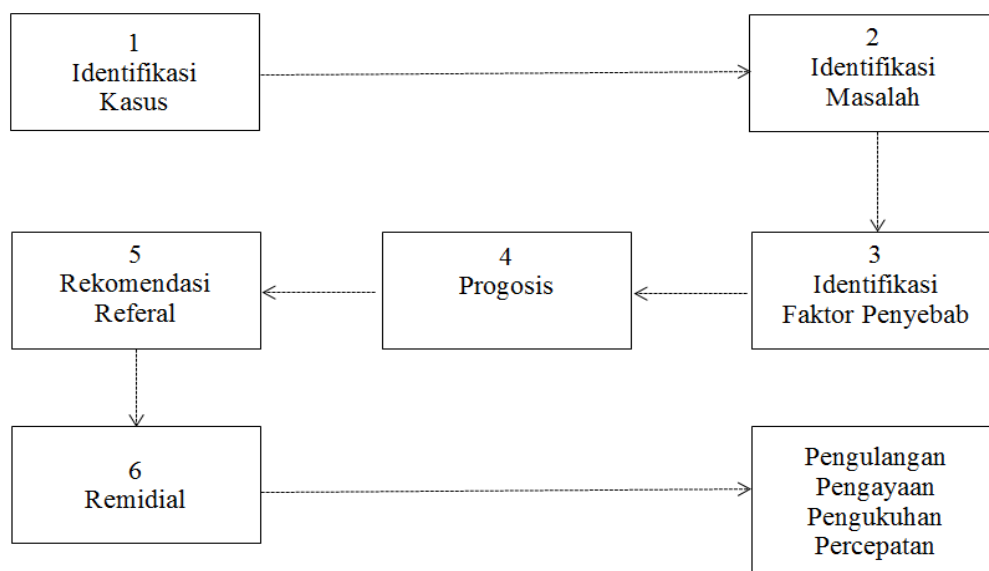 1
Identifikasi
Kasus
2
Identifikasi
Masalah
3
Identifikasi
Faktor Penyebab
4
Progosis
5
Rekomendasi
Referal
6
Remidial
Pengulangan
Pengayaan
Pengukuhan
Percepatan